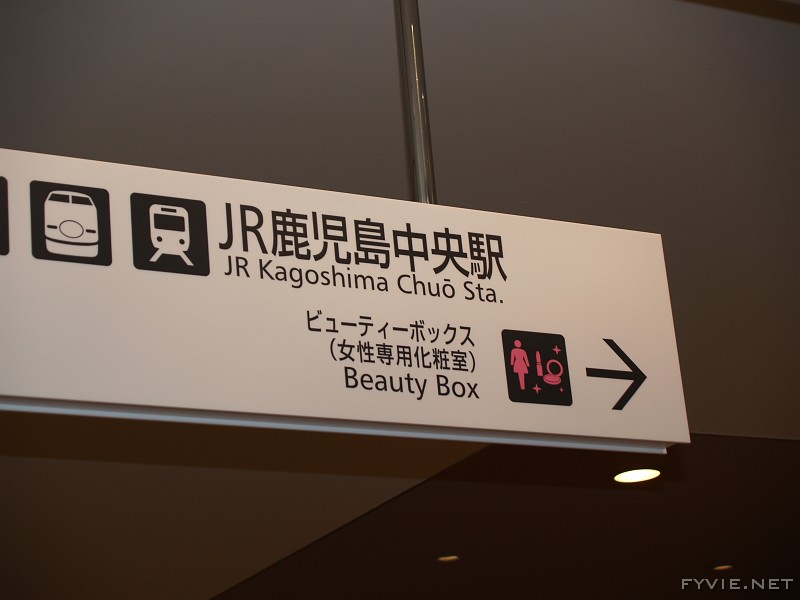 JR鹿児島中央駅
JR Kagoshima Chuō Sta.
ビューティーボックス
（女性専用化粧室）
Beauty Box
FYVIE.NET